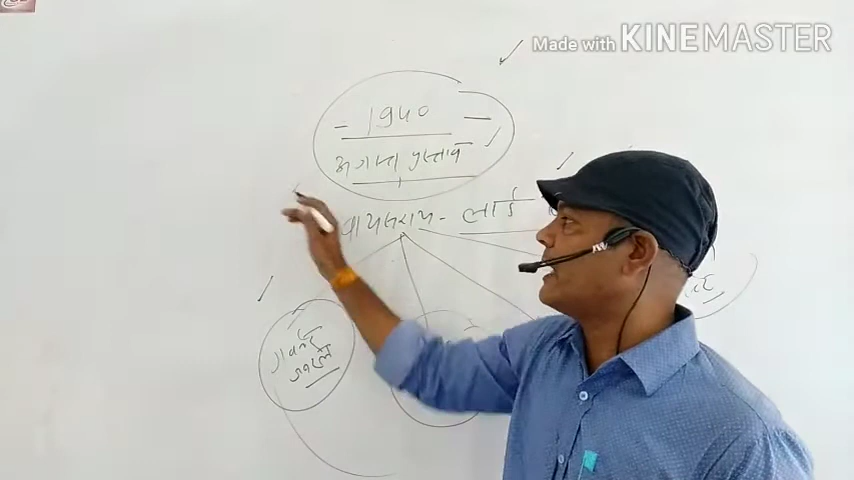 Made with KINEMASTER
- 1940 -
अगस्त प्रस्ताव
वायसराय - लार्ड
गवर्नर
जनरल